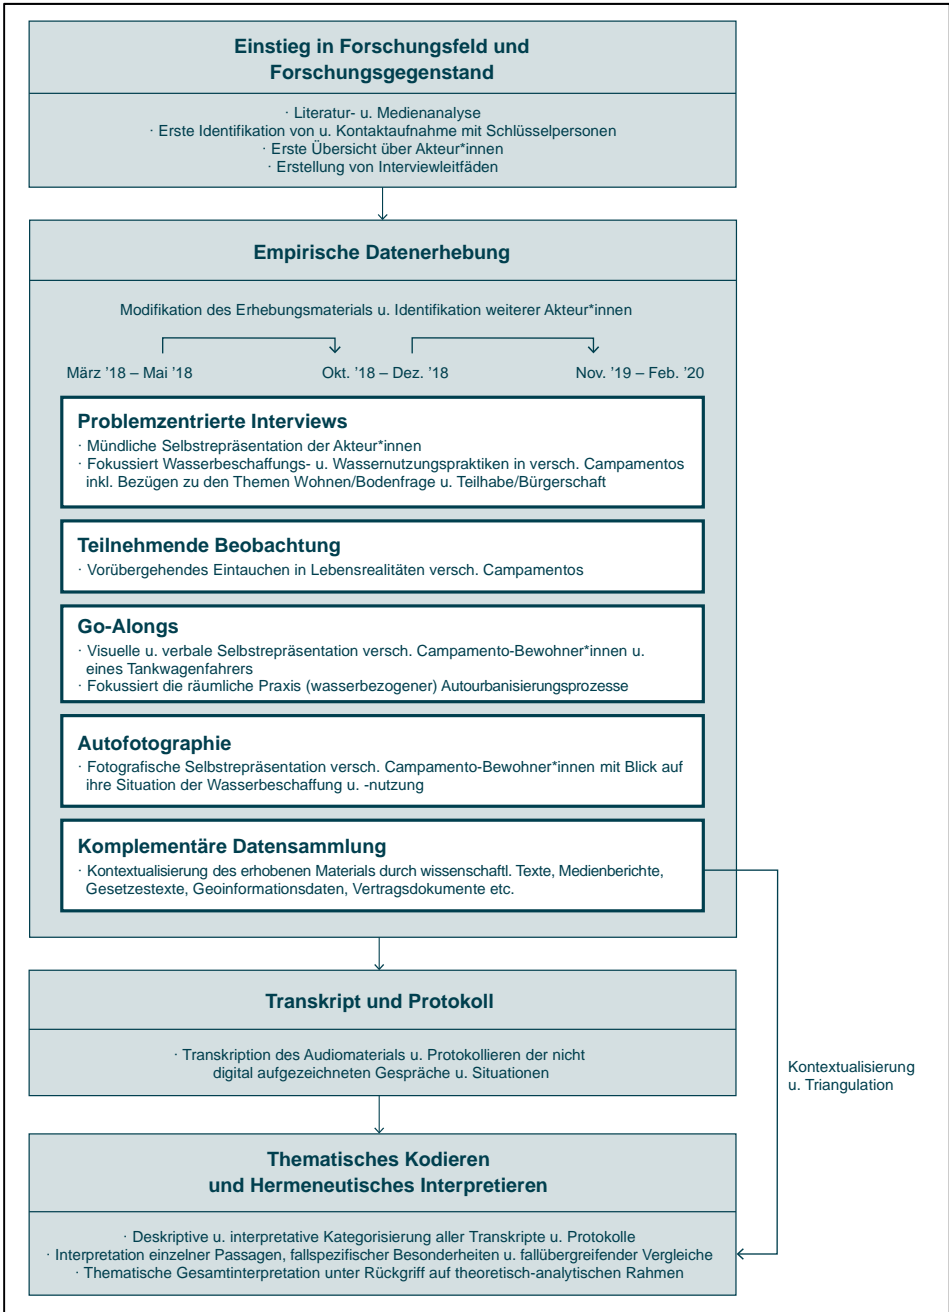 Einstieg in Forschungsfeld und
Forschungsgegenstand
· Literatur- u. Medienanalyse
· Erste Identifikation von u. Kontaktaufnahme mit Schlüsselpersonen
· Erste Übersicht über Akteur*innen
· Erstellung von Interviewleitfäden
Empirische Datenerhebung
Modifikation des Erhebungsmaterials u. Identifikation weiterer Akteur*innen
März ’18 – Mai ’18
Okt. ’18 – Dez. ’18
Nov. ’19 – Feb. ’20
Problemzentrierte Interviews
· Mündliche Selbstrepräsentation der Akteur*innen
· Fokussiert Wasserbeschaffungs- u. Wassernutzungspraktiken in versch. Campamentos
inkl. Bezügen zu den Themen Wohnen/Bodenfrage u. Teilhabe/Bürgerschaft
Teilnehmende Beobachtung
· Vorübergehendes Eintauchen in Lebensrealitäten versch. Campamentos
Go-Alongs
· Visuelle u. verbale Selbstrepräsentation versch. Campamento-Bewohner*innen u.
eines Tankwagenfahrers
· Fokussiert die räumliche Praxis (wasserbezogener) Autourbanisierungsprozesse
Autofotographie
· Fotografische Selbstrepräsentation versch. Campamento-Bewohner*innen mit Blick auf
ihre Situation der Wasserbeschaffung u. -nutzung
Komplementäre Datensammlung
· Kontextualisierung des erhobenen Materials durch wissenschaftl. Texte, Medienberichte,
Gesetzestexte, Geoinformationsdaten, Vertragsdokumente etc.
Transkript und Protokoll
· Transkription des Audiomaterials u. Protokollieren der nicht
digital aufgezeichneten Gespräche u. Situationen
Kontextualisierung
u. Triangulation
Thematisches Kodieren
und Hermeneutisches Interpretieren
· Deskriptive u. interpretative Kategorisierung aller Transkripte u. Protokolle
· Interpretation einzelner Passagen, fallspezifischer Besonderheiten u. fallübergreifender Vergleiche
· Thematische Gesamtinterpretation unter Rückgriff auf theoretisch-analytischen Rahmen